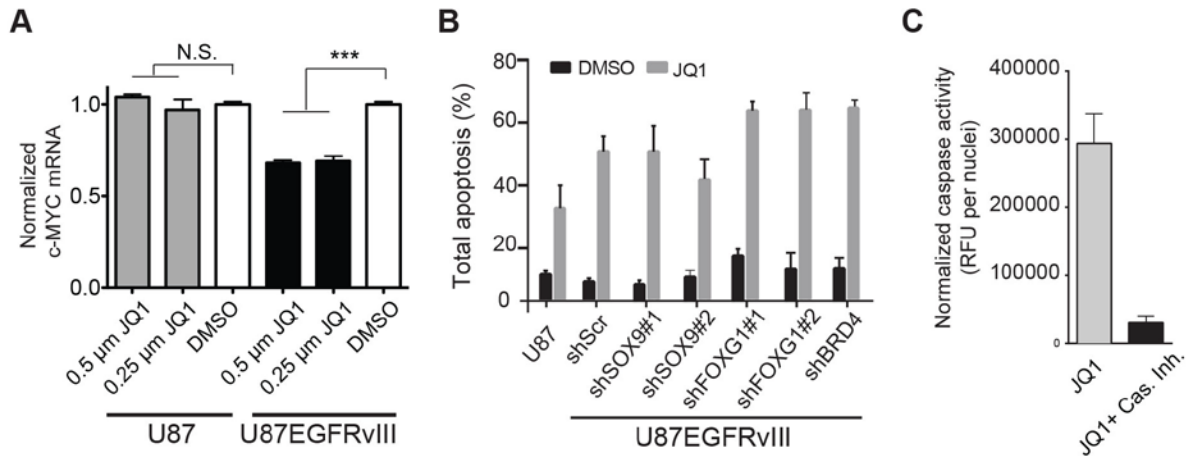 A
N.S.
***
Normalized
c-MYC mRNA
1.0
0.5
0.0
0.5 µm JQ1
0.25 µm JQ1
DMSO
0.5 µm JQ1
0.25 µm JQ1
DMSO
U87
U87EGFRvIII
B
DMSO
JQ1
Total apoptosis (%)
80
60
40
20
0
U87
shScr
shSOX9#1
shSOX9#2
shFOXG1#1
shFOXG1#2
shBRD4
U87EGFRvIII
C
Normalized caspase activity
(RFU per nuclei)
400000
300000
200000
100000
0
JQ1
JQ1+ Cas. Inh.